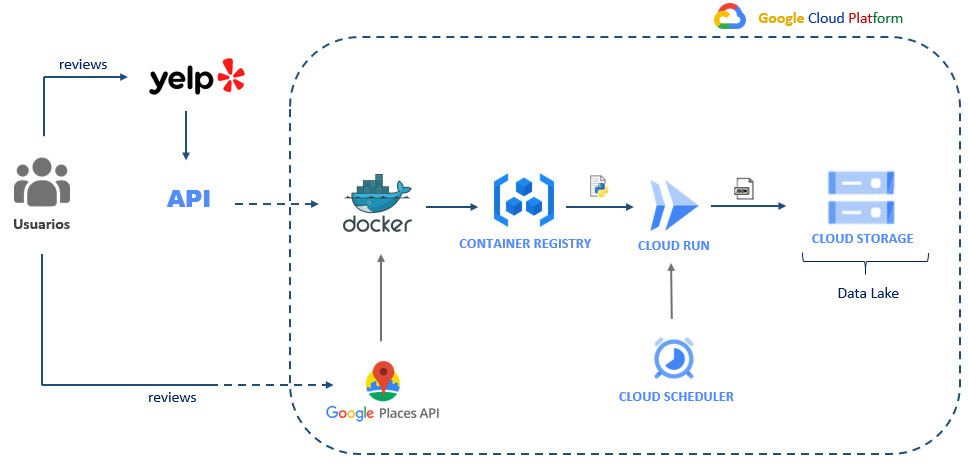 Google Cloud Platform
reviews
yelp
API
Usuarios
docker
CONTAINER REGISTRY
CLOUD RUN
JSON
CLOUD STORAGE
Data Lake
CLOUD SCHEDULER
reviews
Google Places API